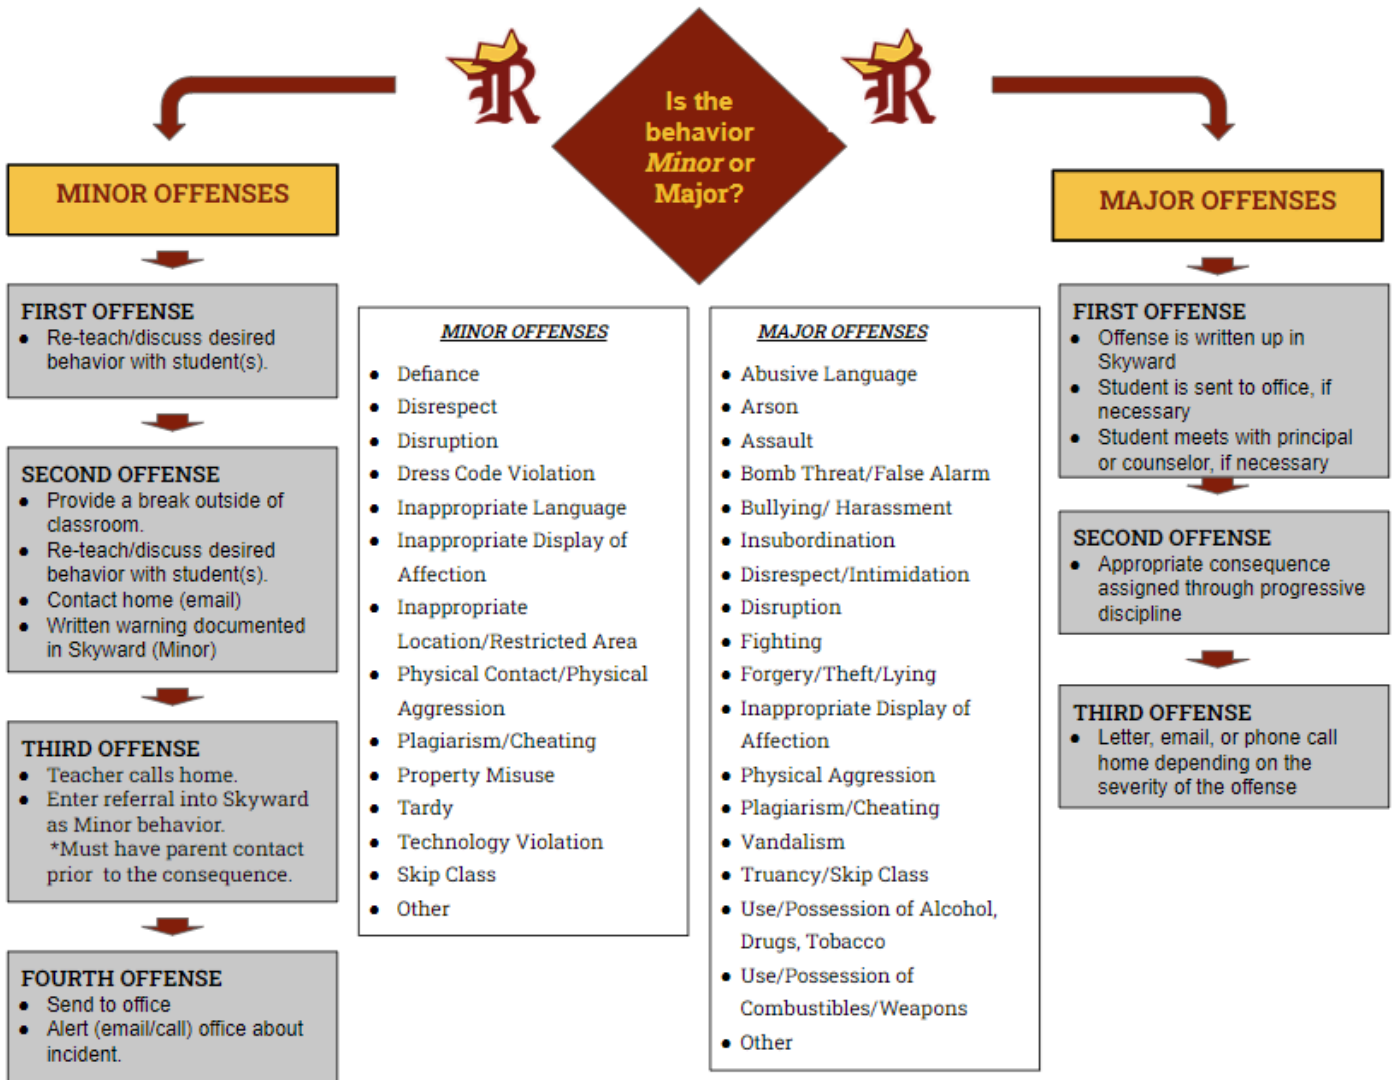 Is the
behavior
Minor or
Major?
MINOR OFFENSES
FIRST OFFENSE
● Re-teach/discuss desired
behavior with student(s).
SECOND OFFENSE
● Provide a break outside of
classroom.
● Re-teach/discuss desired
behavior with student(s).
● Contact home (email)
● Written warning documented
in Skyward (Minor)
THIRD OFFENSE
● Teacher calls home.
● Enter referral into Skyward
as Minor behavior.
*Must have parent contact
prior to the consequence.
FOURTH OFFENSE
● Send to office
● Alert (email/call) office about
incident.
MINOR OFFENSES
● Defiance
● Disrespect
● Disruption
● Dress Code Violation
● Inappropriate Language
● Inappropriate Display of
Affection
● Inappropriate
Location/Restricted Area
● Physical Contact/Physical
Aggression
● Plagiarism/Cheating
● Property Misuse
● Tardy
● Technology Violation
● Skip Class
● Other
MAJOR OFFENSES
● Abusive Language
● Arson
● Assault
● Bomb Threat/False Alarm
● Bullying/ Harassment
● Insubordination
● Disrespect/Intimidation
● Disruption
● Fighting
● Forgery/Theft/Lying
● Inappropriate Display of
Affection
● Physical Aggression
● Plagiarism/Cheating
● Vandalism
● Truancy/Skip Class
● Use/Possession of Alcohol,
Drugs, Tobacco
● Use/Possession of
Combustibles/Weapons
● Other
MAJOR OFFENSES
FIRST OFFENSE
● Offense is written up in
Skyward
● Student is sent to office, if
necessary
● Student meets with principal
or counselor, if necessary
SECOND OFFENSE
● Appropriate consequence
assigned through progressive
discipline
THIRD OFFENSE
● Letter, email, or phone call
home depending on the
severity of the offense
R
R